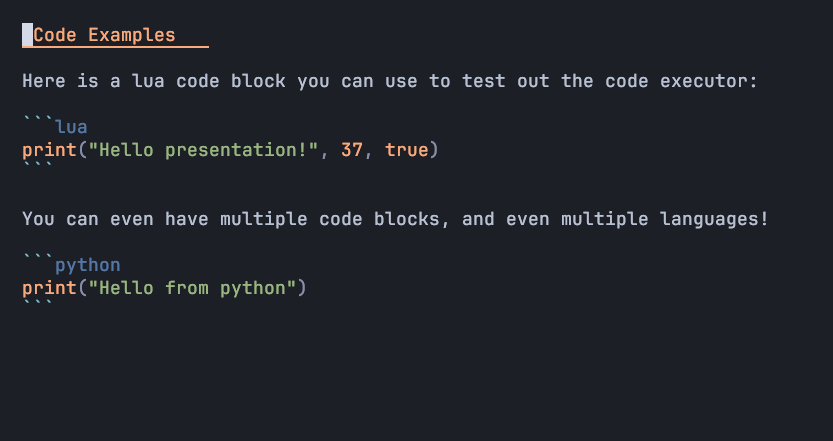 Code Examples
Here is a lua code block you can use to test out the code executor:
```lua
print("Hello presentation!", 37, true)
```
You can even have multiple code blocks, and even multiple languages!
```python
print("Hello from python")
```